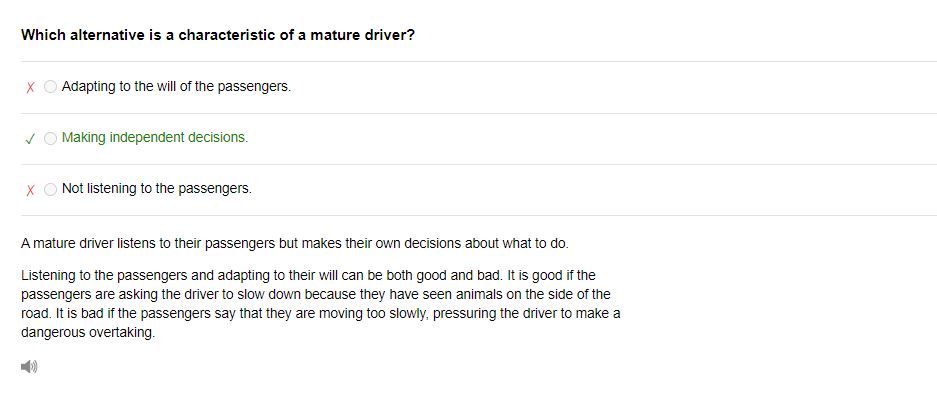 Which alternative is a characteristic of a mature driver?
Adapting to the will of the passengers.
Making independent decisions.
Not listening to the passengers.
A mature driver listens to their passengers but makes their own decisions about what to do.
Listening to the passengers and adapting to their will can be both good and bad. It is good if the
passengers are asking the driver to slow down because they have seen animals on the side of the
road. It is bad if the passengers say that they are moving too slowly, pressuring the driver to make a
dangerous overtaking.